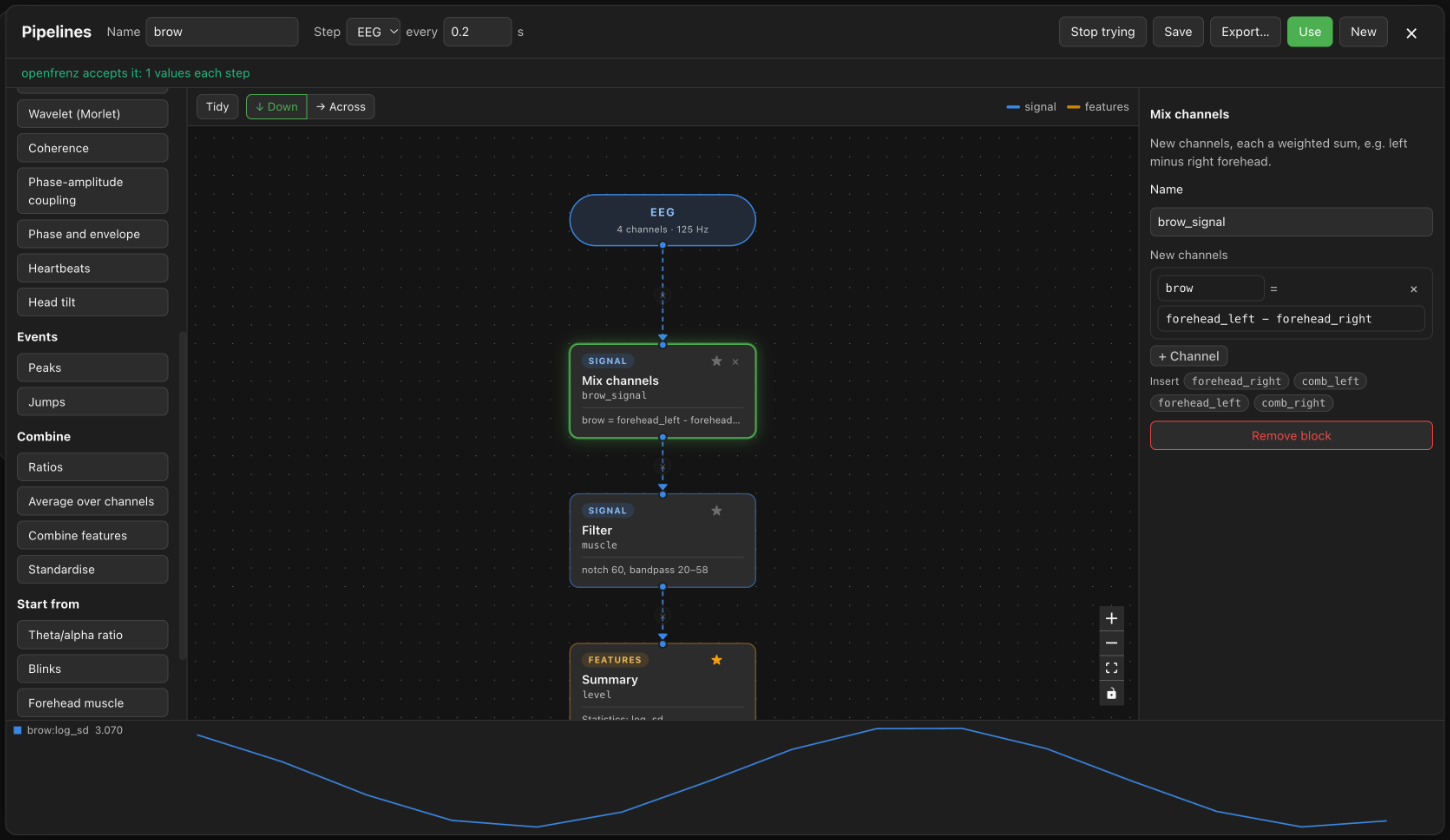 Pipelines Name brow Step EEG every 0.2 s Stop trying Save Export... Use New ×
openfrenz accepts it: 1 values each step
Wavelet (Morlet)
Coherence
Phase-amplitude
coupling
Phase and envelope
Heartbeats
Head tilt
Events
Peaks
Jumps
Combine
Ratios
Average over channels
Combine features
Standardise
Start from
Theta/alpha ratio
Blinks
Forehead muscle
Tidy ↓ Down → Across signal features
EEG
4 channels · 125 Hz
SIGNAL ★ ×
Mix channels
brow_signal
brow = forehead_left - forehead...
SIGNAL ★
Filter
muscle
notch 60, bandpass 20–58
FEATURES ★
Summary
level
Statistics: log_sd
+
−
Mix channels
New channels, each a weighted sum, e.g. left
minus right forehead.
Name
brow_signal
New channels
brow = ×
forehead_left − forehead_right
+ Channel
Insert forehead_right comb_left
forehead_left comb_right
Remove block
brow:log_sd 3.070